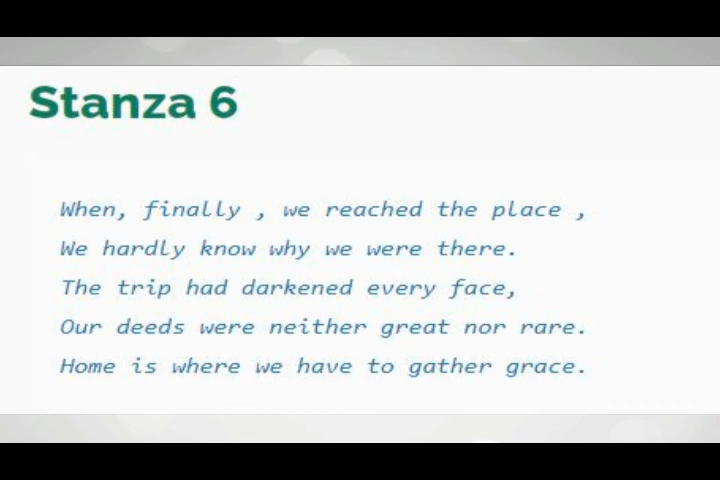 Stanza 6
When, finally , we reached the place ,
We hardly know why we were there.
The trip had darkened every face,
Our deeds were neither great nor rare.
Home is where we have to gather grace.